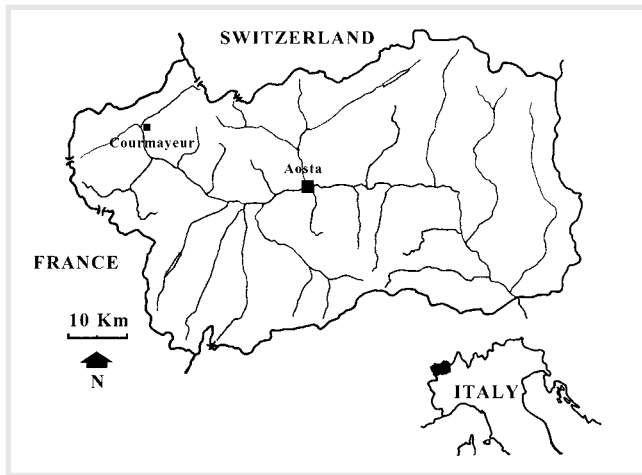 SWITZERLAND
Courmayeur
Aosta
FRANCE
10 Km
N
ITALY